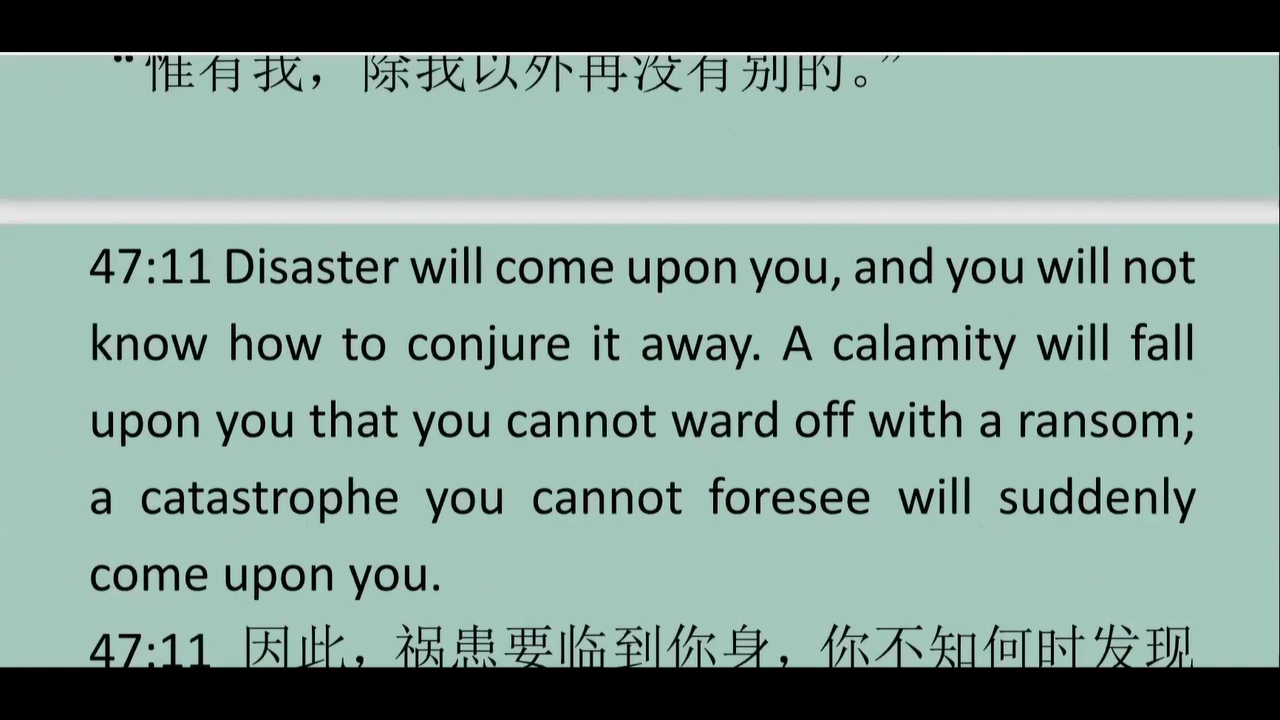 “惟有我，除我以外再没有别的。”
47:11 Disaster will come upon you, and you will not
know how to conjure it away. A calamity will fall
upon you that you cannot ward off with a ransom;
a catastrophe you cannot foresee will suddenly
come upon you.
47:11 因此，祸患要临到你身，你不知何时发现